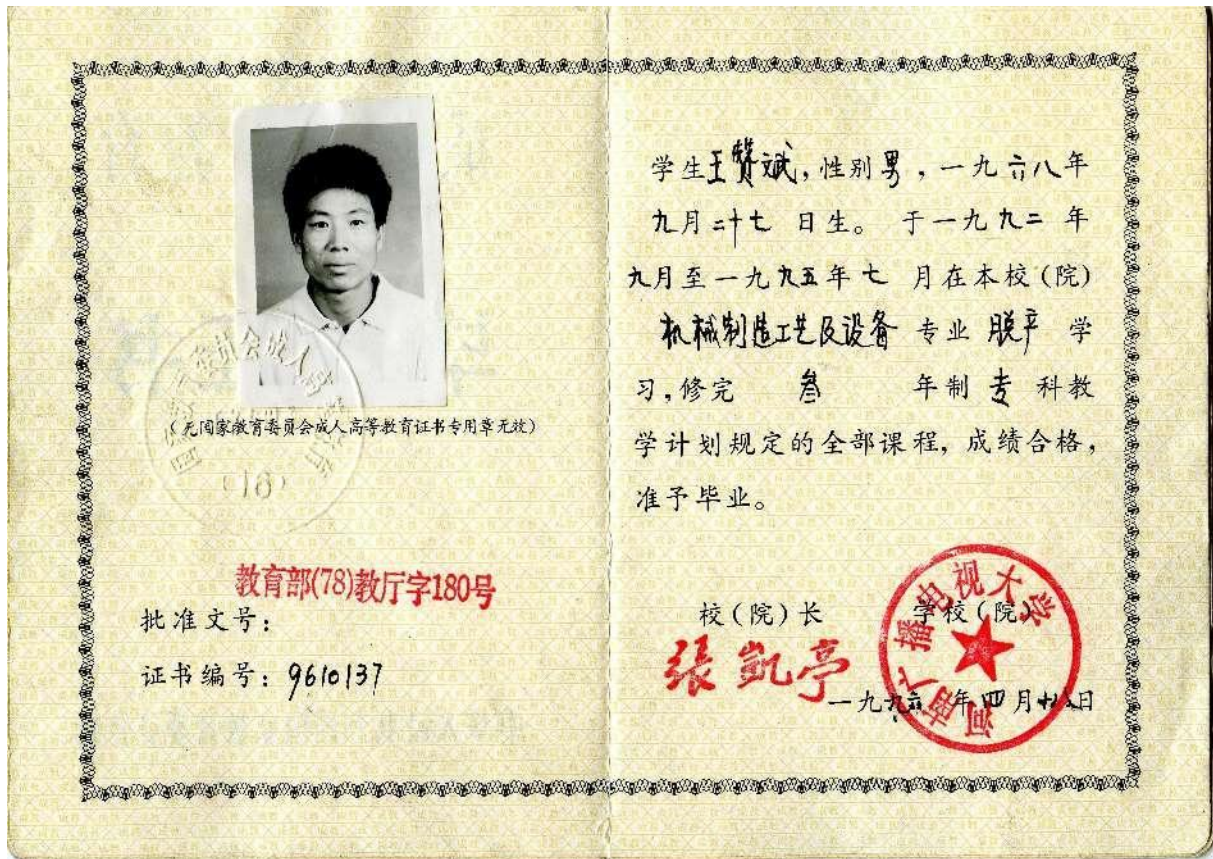 (无国家教育委员会成人高等教育证书专用章无效)
(16)
教育部(78)教厅字180号
批准文号:
证书编号: 9610137
学生王赞斌,性别男,一九六八年
九月二十七 日生。 于一九九二 年
九月至一九九五年七 月在本校(院)
机械制造工艺及设备 专业 脱产 学
习,修完 叁 年制 专 科教
学计划规定的全部课程,成绩合格,
准予毕业。
校(院)长 学校(院)
张凯亭
河南广播电视大学
一九九六年四月十八日